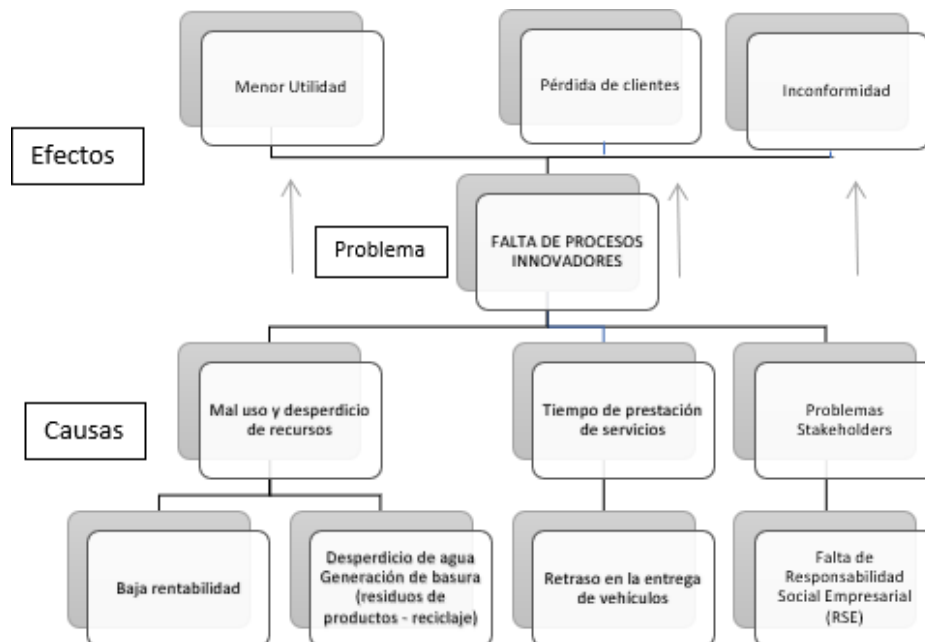 Menor Utilidad
Pérdida de clientes
Inconformidad
Efectos
Problema
FALTA DE PROCESOS
INNOVADORES
Causas
Mal uso y desperdicio
de recursos
Tiempo de prestación
de servicios
Problemas
Stakeholders
Baja rentabilidad
Desperdicio de agua
Generación de basura
(residuos de
productos - reciclaje)
Retraso en la entrega
de vehículos
Falta de
Responsabilidad
Social Empresarial
(RSE)